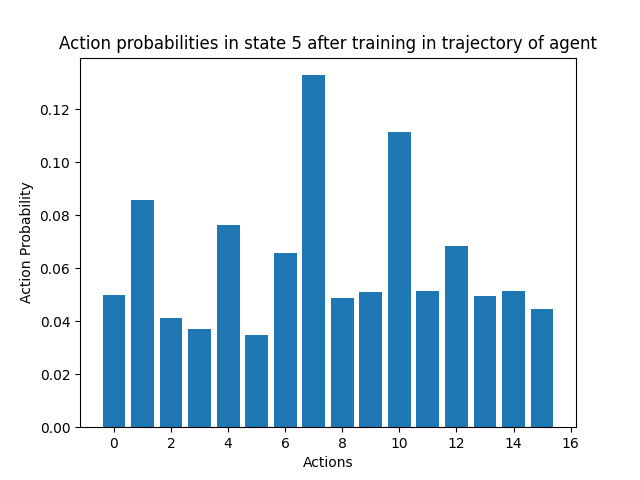 Action probabilities in state 5 after training in trajectory of agent
0.12
0.10
0.08
0.06
0.04
0.02
0.00
Action Probability
0 2 4 6 8 10 12 14 16
Actions